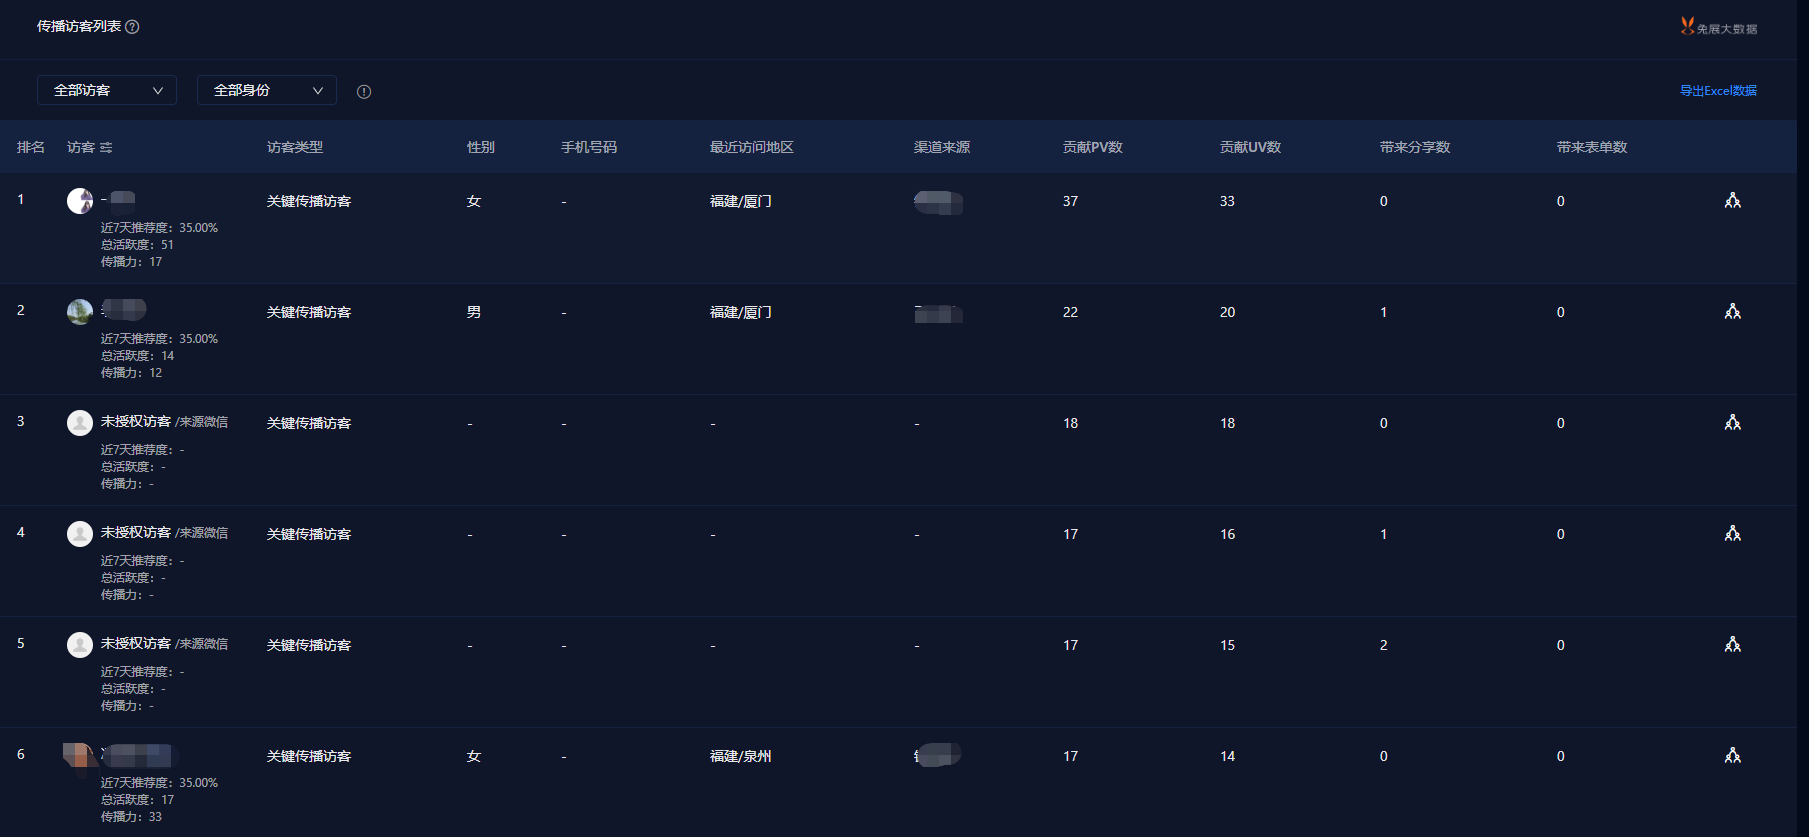 传播访客列表
兔展大数据
全部访客 全部身份
导出Excel数据
排名 访客 访客类型 性别 手机号码 最近访问地区 渠道来源 贡献PV数 贡献UV数 带来分享数 带来表单数
1 关键传播访客 女 - 福建/厦门 37 33 0 0
近7天推荐度：35.00%
总活跃度：51
传播力：17
2 关键传播访客 男 - 福建/厦门 22 20 1 0
近7天推荐度：35.00%
总活跃度：14
传播力：12
3 未授权访客 /来源微信 关键传播访客 - - - - 18 18 0 0
近7天推荐度：-
总活跃度：-
传播力：-
4 未授权访客 /来源微信 关键传播访客 - - - - 17 16 1 0
近7天推荐度：-
总活跃度：-
传播力：-
5 未授权访客 /来源微信 关键传播访客 - - - - 17 15 2 0
近7天推荐度：-
总活跃度：-
传播力：-
6 关键传播访客 女 - 福建/泉州 17 14 0 0
近7天推荐度：35.00%
总活跃度：17
传播力：33